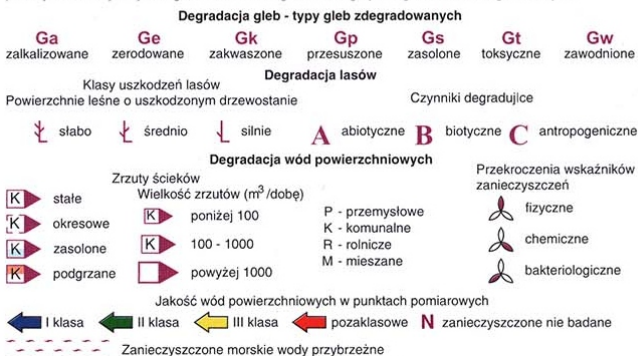 Degradacja gleb - typy gleb zdegradowanych
Ga Ge Gk Gp Gs Gt Gw
zalkalizowane zerodowane zakwaszone przesuszone zasolone toksyczne zawodnione
Degradacja lasów
Klasy uszkodzeń lasów
Powierzchnie leśne o uszkodzonym drzewostanie
Czynniki degradujice
słabo średnio silnie A abiotyczne B biotyczne C antropogeniczne
Degradacja wód powierzchniowych
Zrzuty ścieków
Wielkość zrzutów (m³/dobę)
K stałe
K okresowe
K zasolone
K podgrzane
K poniżej 100
K 100 - 1000
powyżej 1000
P - przemysłowe
K - komunalne
R - rolnicze
M - mieszane
Przekroczenia wskaźników
zanieczyszczeń
fizyczne
chemiczne
bakteriologiczne
Jakość wód powierzchniowych w punktach pomiarowych
I klasa II klasa III klasa pozaklasowe N zanieczyszczone nie badane
Zanieczyszczone morskie wody przybrzeżne